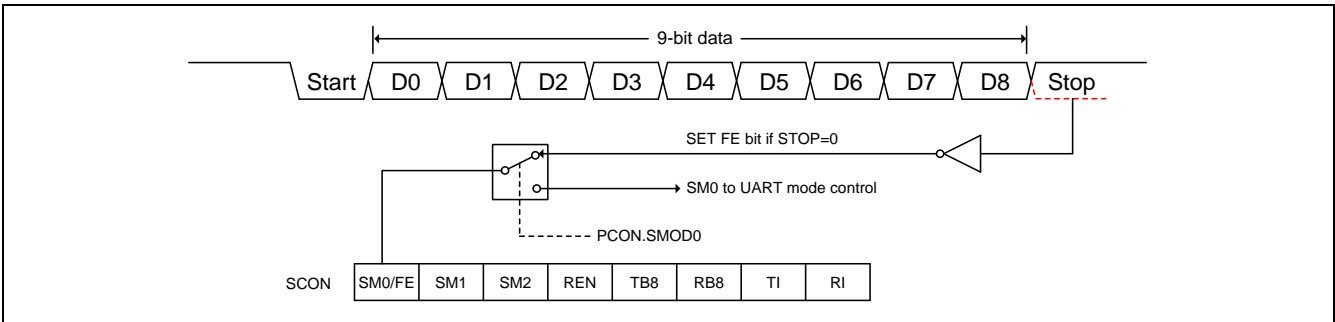 9-bit data
Start D0 D1 D2 D3 D4 D5 D6 D7 D8 Stop
SET FE bit if STOP=0
SM0 to UART mode control
PCON.SMOD0
SCON SM0/FE SM1 SM2 REN TB8 RB8 TI RI